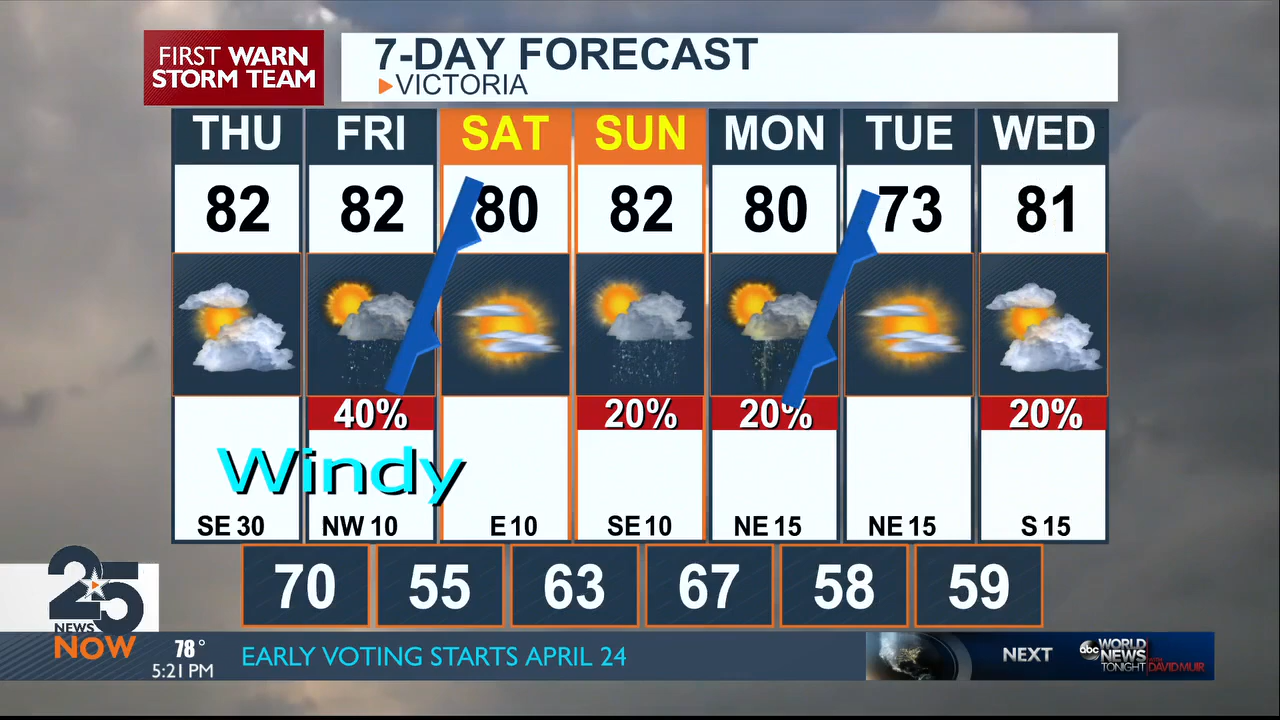 FIRST WARN
STORM TEAM
7-DAY FORECAST
VICTORIA
THU FRI SAT SUN MON TUE WED
82 82 80 82 80 73 81
40% 20% 20% 20%
Windy
SE 30 NW 10 E 10 SE 10 NE 15 NE 15 S 15
70 55 63 67 58 59
25
NEWS
NOW
78°
5:21 PM
EARLY VOTING STARTS APRIL 24
NEXT
abc WORLD
NEWS
TONIGHT WITH DAVID MUIR